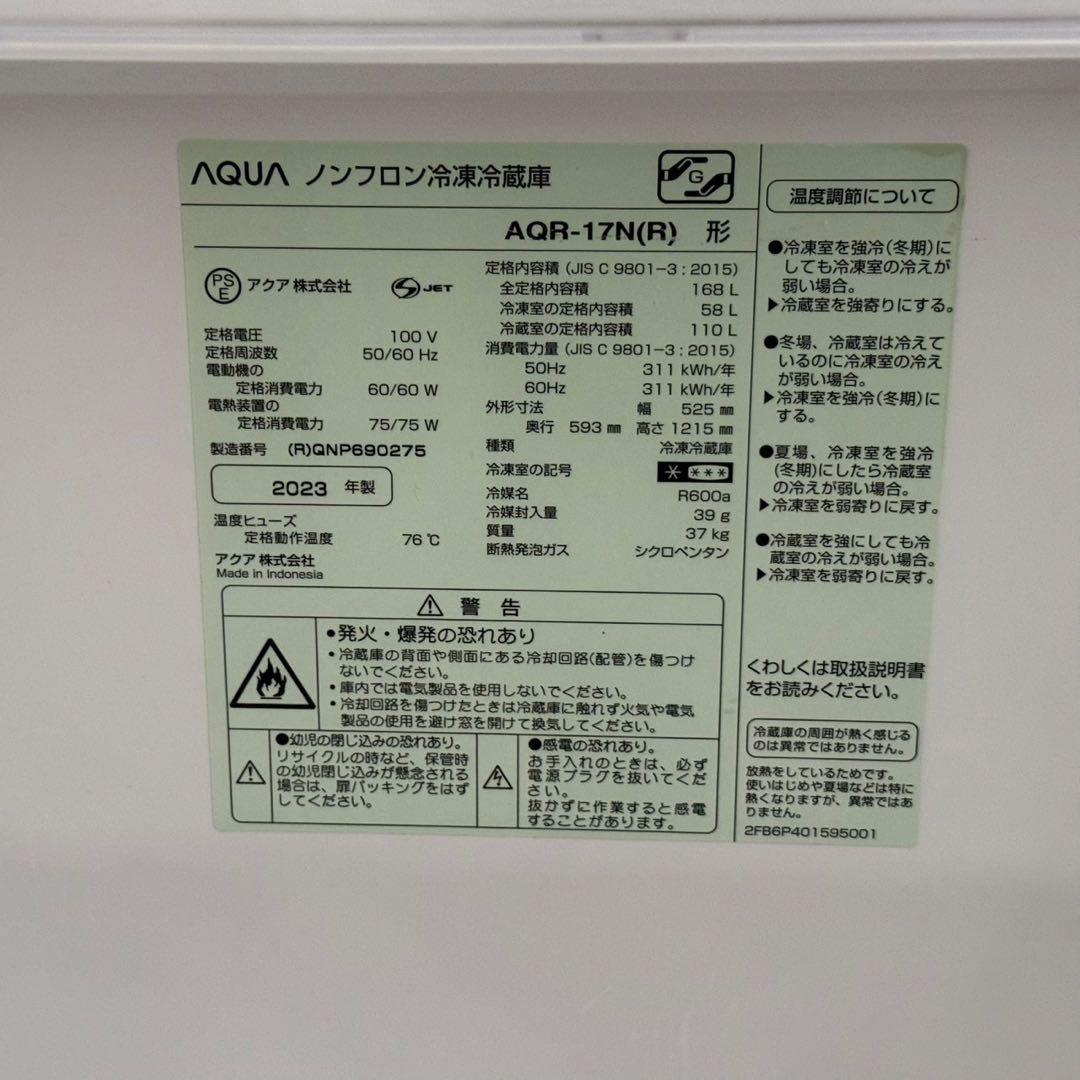 AQUA ノンフロン冷凍冷蔵庫
G
AQR-17N(R) 形
PS
E
アクア 株式会社
S JET
定格電圧 100 V
定格周波数 50/60 Hz
電動機の
定格消費電力 60/60 W
電熱装置の
定格消費電力 75/75 W
製造番号 (R)QNP690275
2023 年製
温度ヒューズ
定格動作温度 76 ℃
アクア 株式会社
Made in Indonesia
定格内容積 (JIS C 9801-3 : 2015)
全定格内容積 168 L
冷凍室の定格内容積 58 L
冷蔵室の定格内容積 110 L
消費電力量 (JIS C 9801-3 : 2015)
50Hz 311 kWh/年
60Hz 311 kWh/年
外形寸法 幅 525 mm
奥行 593 mm 高さ 1215 mm
種類 冷凍冷蔵庫
冷凍室の記号 * ***
冷媒名 R600a
冷媒封入量 39 g
質量 37 kg
断熱発泡ガス シクロペンタン
⚠ 警 告
●発火・爆発の恐れあり
・冷蔵庫の背面や側面にある冷却回路(配管)を傷つけ
ないでください。
・庫内では電気製品を使用しないでください。
・冷却回路を傷つけたときは冷蔵庫に触れず火気や電気
製品の使用を避け窓を開けて換気してください。
●幼児の閉じ込みの恐れあり。
リサイクルの時など、保管時
の幼児閉じ込みが懸念される
場合は、扉パッキングをはず
してください。
●感電の恐れあり。
お手入れのときは、必ず
電源プラグを抜いてくだ
さい。
抜かずに作業すると感電
することがあります。
温度調節について
●冷凍室を強冷(冬期)に
しても冷凍室の冷えが
弱い場合。
▶冷蔵室を強寄りにする。
●冬場、冷蔵室は冷えて
いるのに冷凍室の冷え
が弱い場合。
▶冷凍室を強冷(冬期)に
する。
●夏場、冷凍室を強冷
(冬期)にしたら冷蔵室
の冷えが弱い場合。
▶冷凍室を弱寄りに戻す。
●冷蔵室を強にしても冷
蔵室の冷えが弱い場合。
▶冷凍室を弱寄りに戻す。
くわしくは取扱説明書
をお読みください。
冷蔵庫の周囲が熱く感じる
のは異常ではありません。
放熱をしているためです。
使いはじめや夏場などは特に
熱くなりますが、異常ではあ
りません。
2FB6P401595001